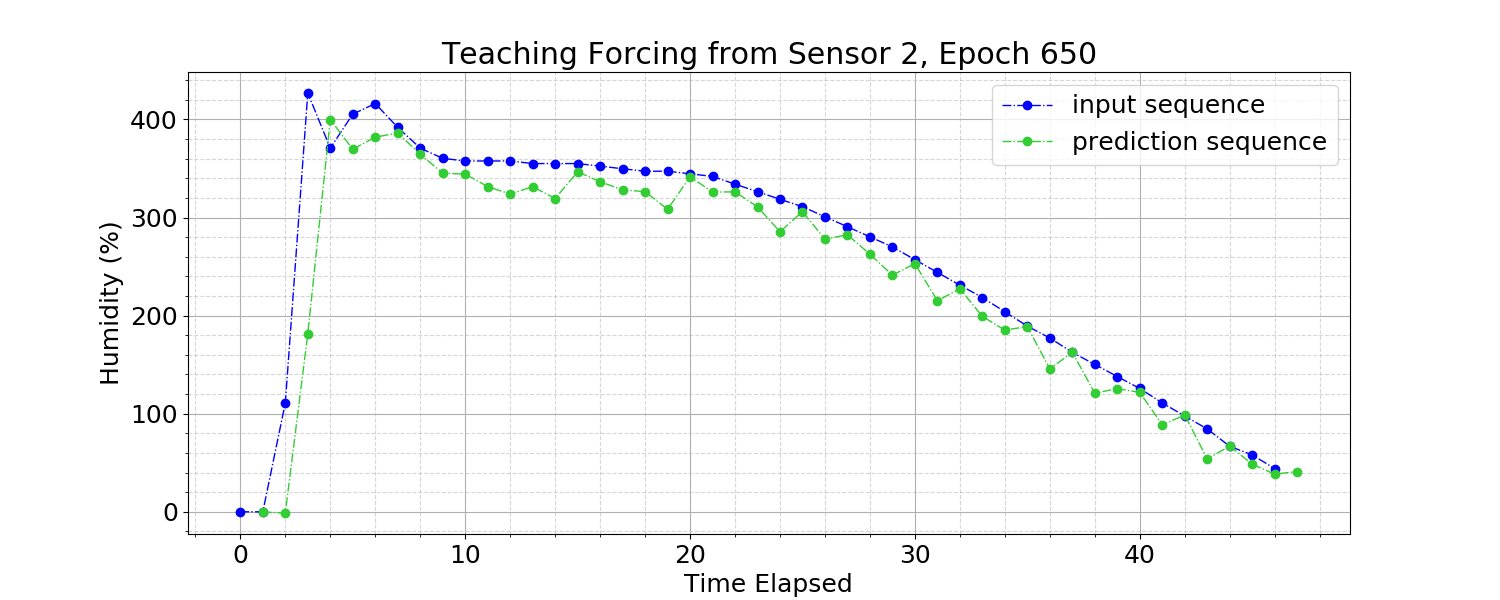 Teaching Forcing from Sensor 2, Epoch 650
input sequence
prediction sequence
400
300
200
100
0
Humidity (%)
0 10 20 30 40
Time Elapsed